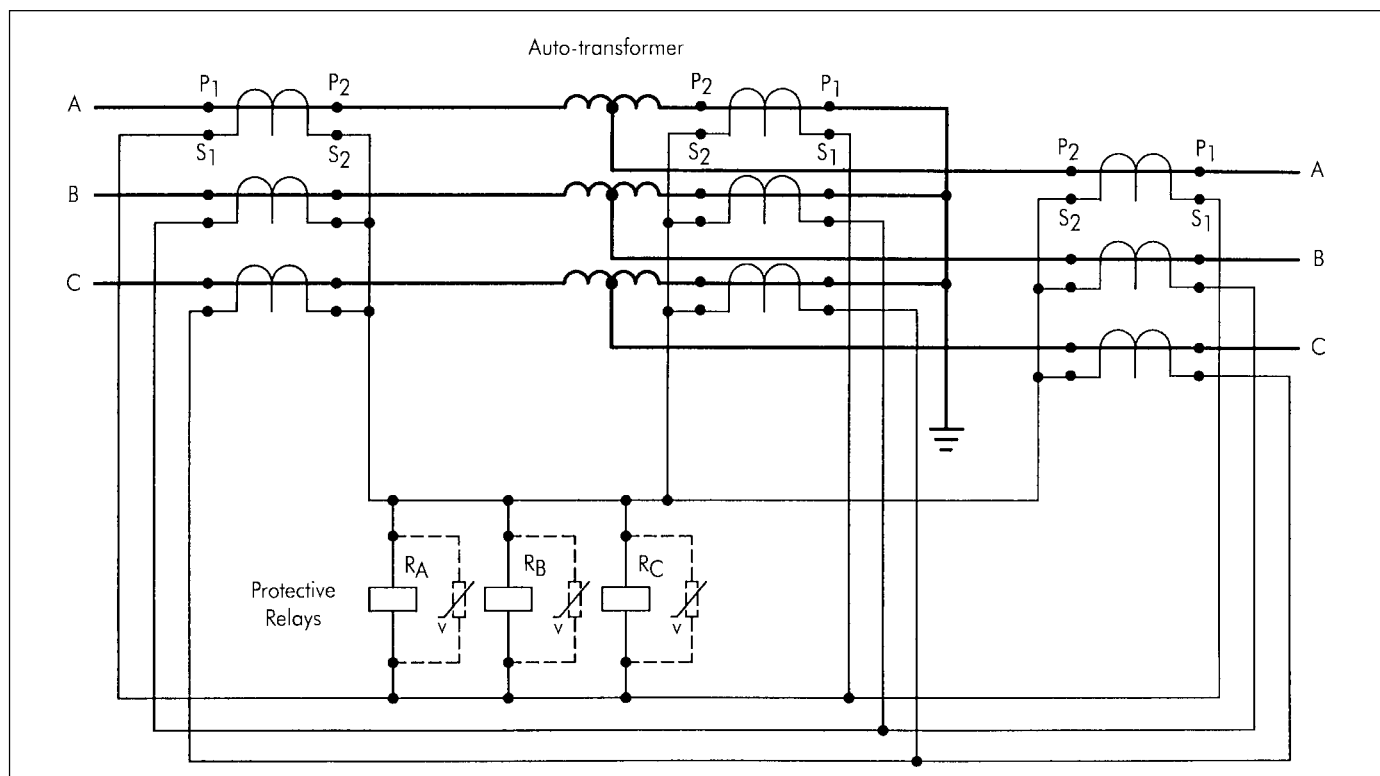 Auto-transformer
A P1 P2 P2 P1
S1 S2 S2 S1 P2 P1 A
B S2 S1
B
C
C
RA RB RC
Protective
Relays
v v v